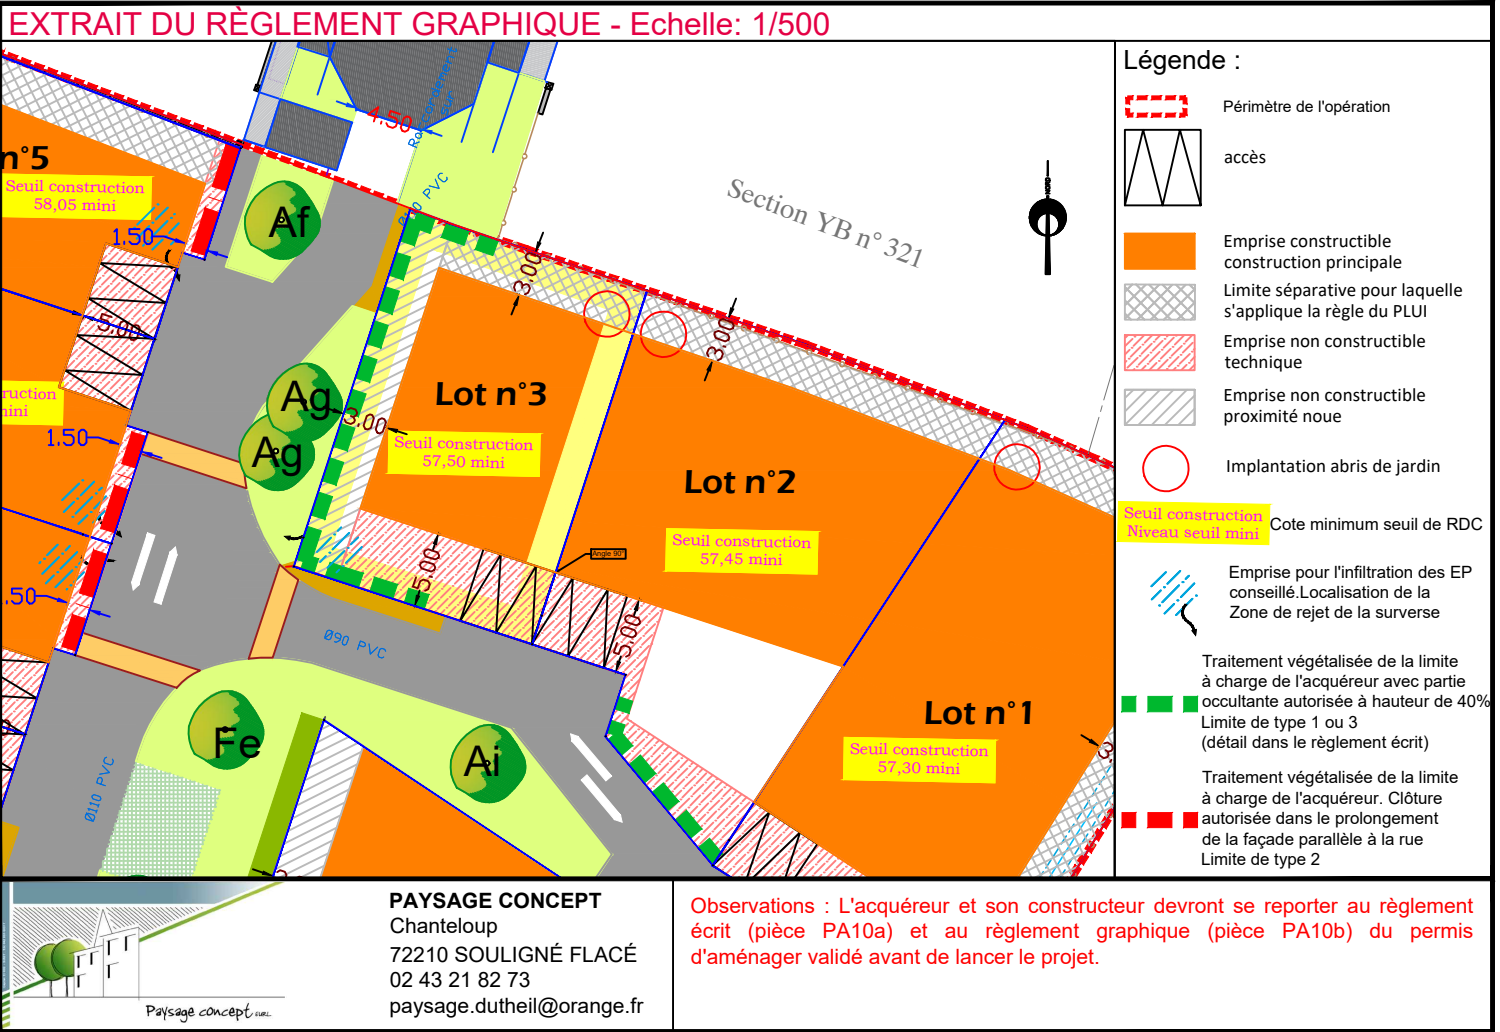 EXTRAIT DU RÈGLEMENT GRAPHIQUE - Echelle: 1/500
4.50
n°5
Seuil construction
58,05 mini
1.50
Af
Ø110 PVC
Section YB n° 321
3.00
3.00
5.00
Lot n°3
Seuil construction
57,50 mini
Ag
Ag
3.00
1.50
Lot n°2
Seuil construction
57,45 mini
Angle 90°
5.00
5.00
.50
Ø90 PVC
Fe
Ai
Ø110 PVC
Lot n°1
Seuil construction
57,30 mini
Légende :
Périmètre de l'opération
accès
Emprise constructible
construction principale
Limite séparative pour laquelle
s'applique la règle du PLUI
Emprise non constructible
technique
Emprise non constructible
proximité noue
Implantation abris de jardin
Seuil construction
Niveau seuil mini
Cote minimum seuil de RDC
Emprise pour l'infiltration des EP
conseillé.Localisation de la
Zone de rejet de la surverse
Traitement végétalisée de la limite
à charge de l'acquéreur avec partie
occultante autorisée à hauteur de 40%
Limite de type 1 ou 3
(détail dans le règlement écrit)
Traitement végétalisée de la limite
à charge de l'acquéreur. Clôture
autorisée dans le prolongement
de la façade parallèle à la rue
Limite de type 2
NORD
Paysage concept EURL
PAYSAGE CONCEPT
Chanteloup
72210 SOULIGNÉ FLACÉ
02 43 21 82 73
paysage.dutheil@orange.fr
Observations : L'acquéreur et son constructeur devront se reporter au règlement
écrit (pièce PA10a) et au règlement graphique (pièce PA10b) du permis
d'aménager validé avant de lancer le projet.